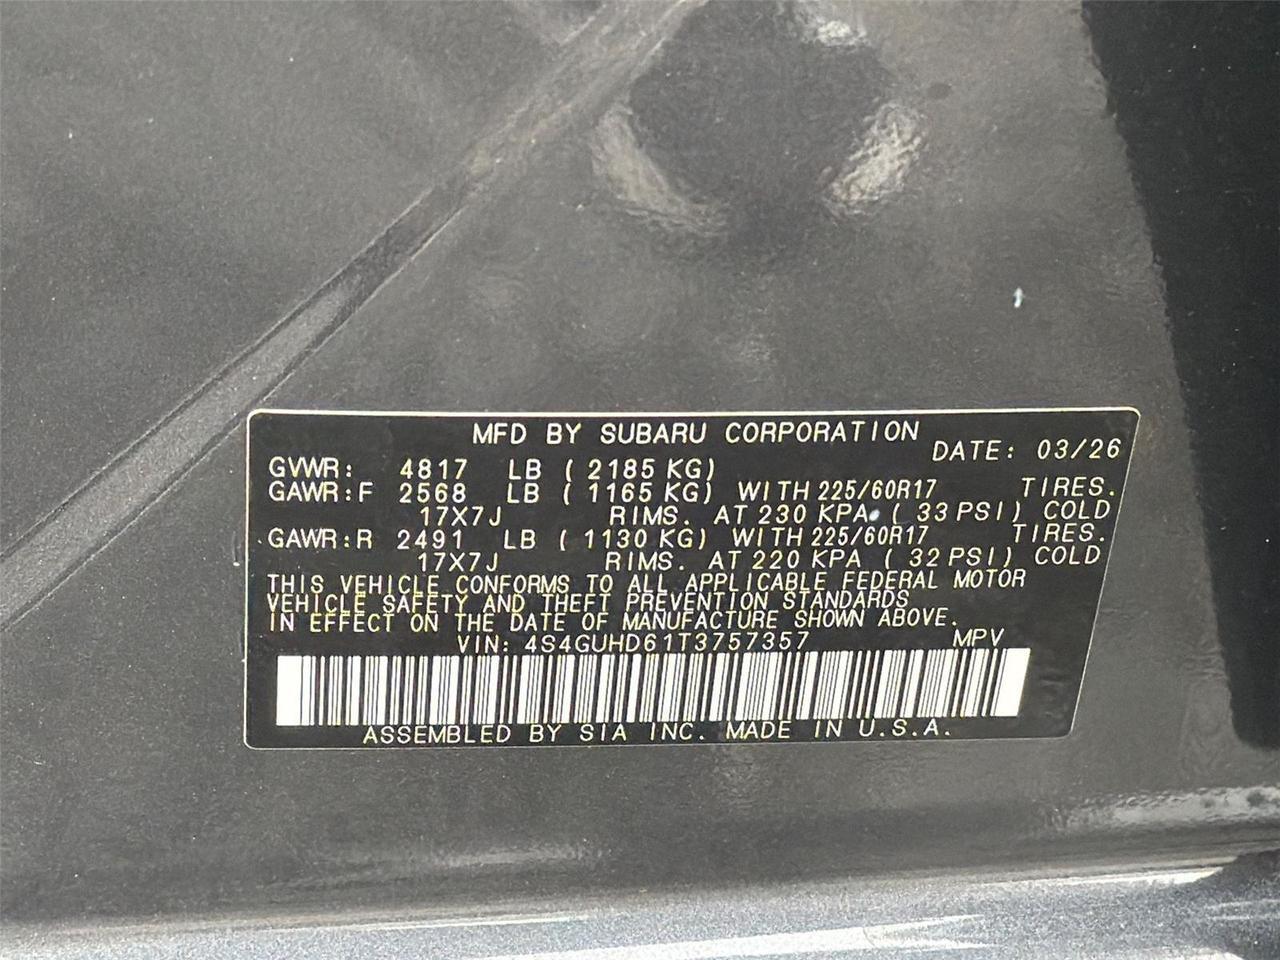 MFD BY SUBARU CORPORATION
DATE: 03/26
GVWR: 4817 LB ( 2185 KG)
GAWR:F 2568 LB ( 1165 KG) WITH 225/60R17 TIRES.
17X7J RIMS. AT 230 KPA ( 33 PSI) COLD
GAWR:R 2491 LB ( 1130 KG) WITH 225/60R17 TIRES.
17X7J RIMS. AT 220 KPA ( 32 PSI) COLD
THIS VEHICLE CONFORMS TO ALL APPLICABLE FEDERAL MOTOR
VEHICLE SAFETY AND THEFT PREVENTION STANDARDS
IN EFFECT ON THE DATE OF MANUFACTURE SHOWN ABOVE.
VIN: 4S4GUHD61T3757357 MPV
ASSEMBLED BY SIA INC. MADE IN U.S.A.